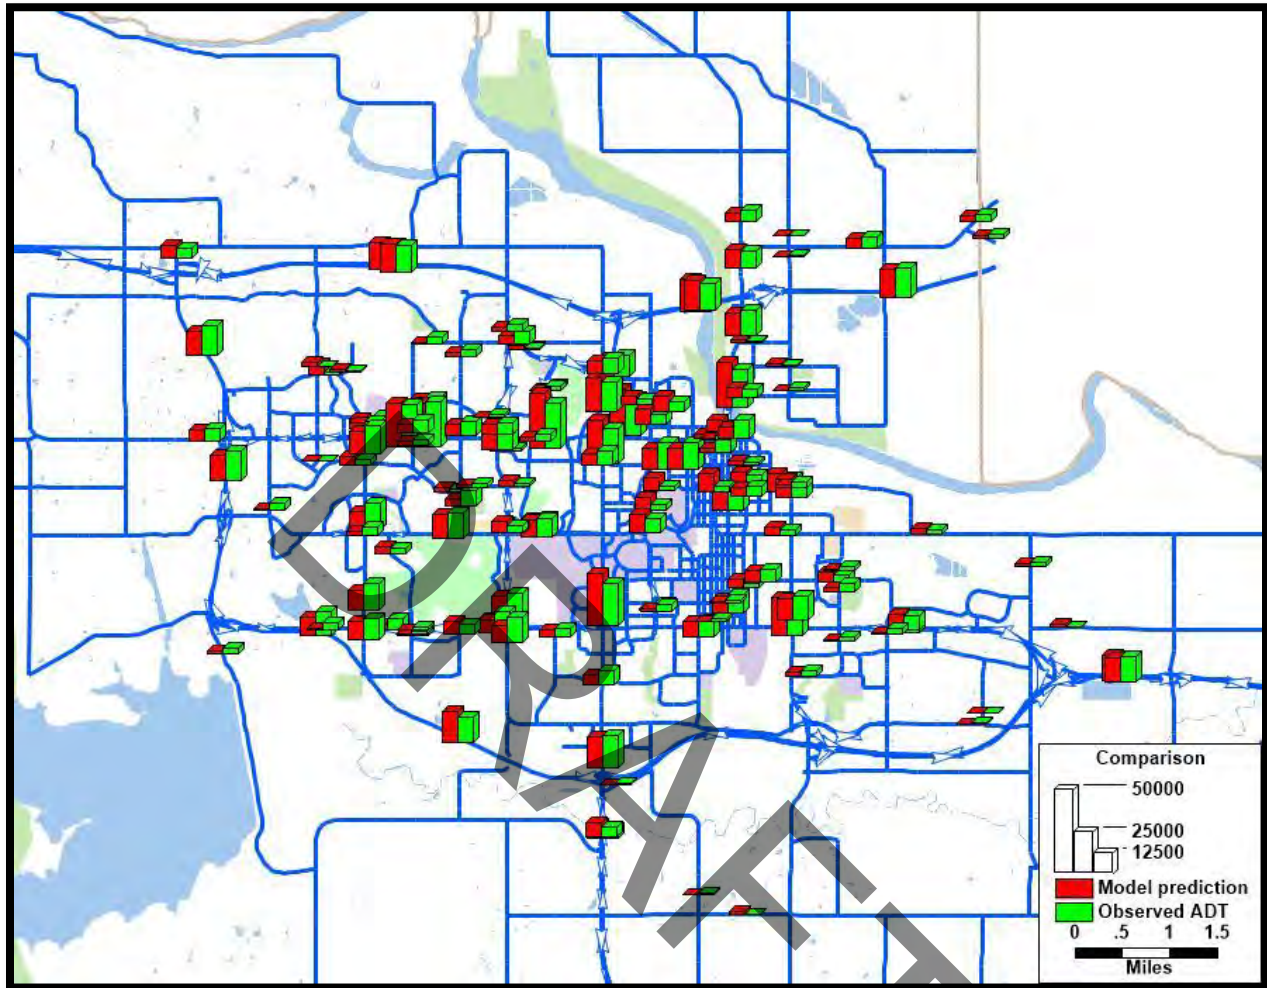 DRAFT
Comparison
50000
25000
12500
Model prediction
Observed ADT
0 .5 1 1.5
Miles